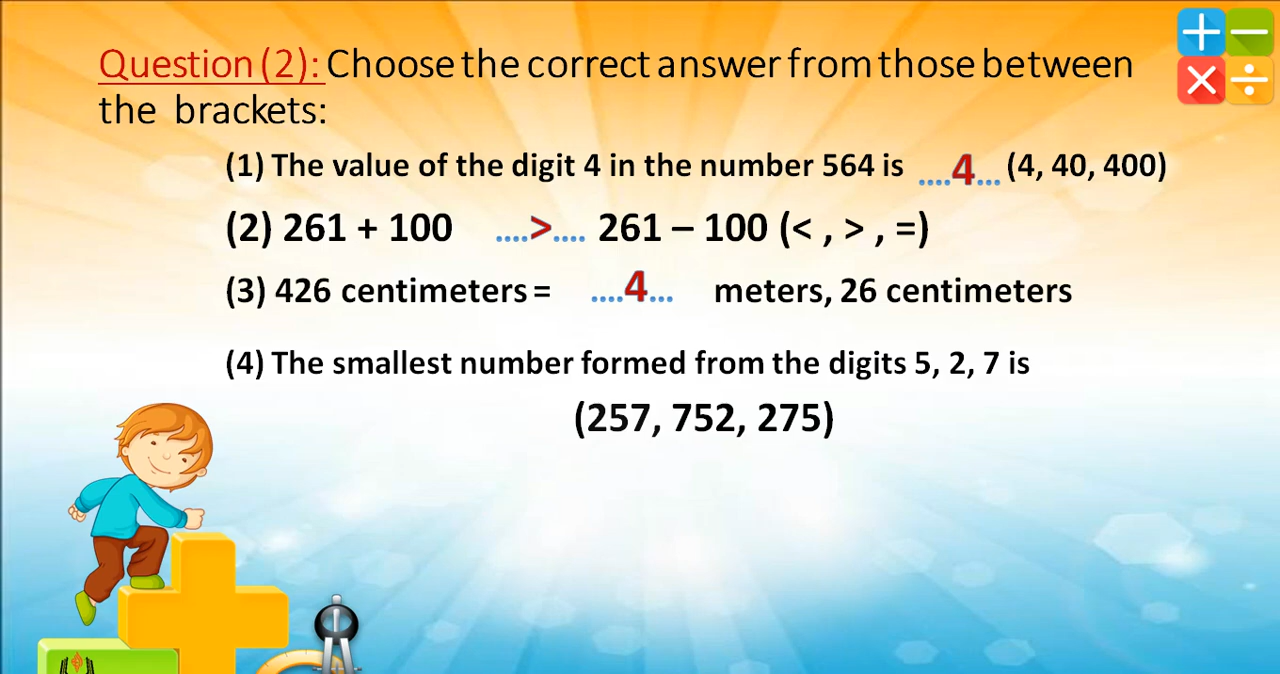 Question (2): Choose the correct answer from those between
the brackets:
(1) The value of the digit 4 in the number 564 is ....4... (4, 40, 400)
(2) 261 + 100 ....>.... 261 – 100 (< , > , =)
(3) 426 centimeters = ....4... meters, 26 centimeters
(4) The smallest number formed from the digits 5, 2, 7 is
(257, 752, 275)